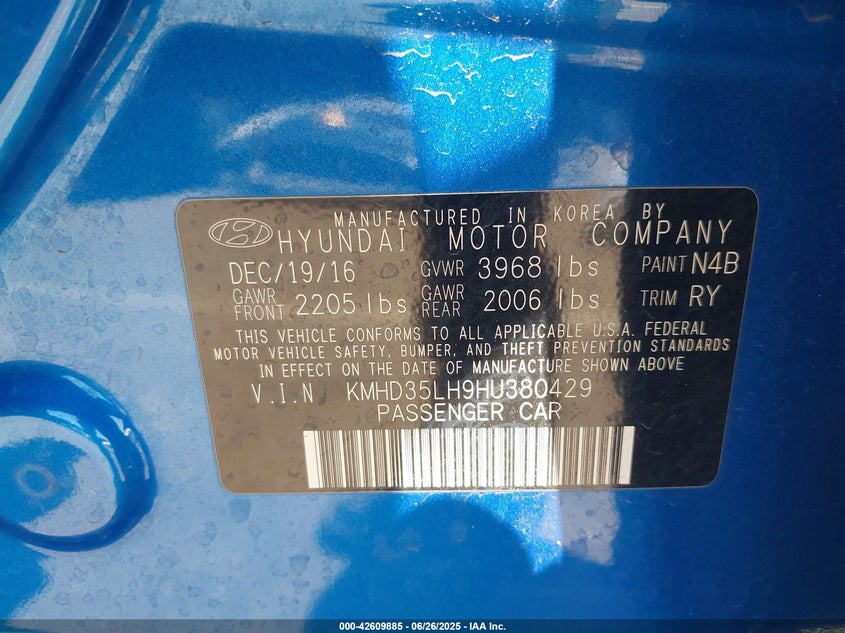 MANUFACTURED IN KOREA BY
HYUNDAI MOTOR COMPANY
DEC/19/16 GVWR 3968 lbs PAINT N4B
GAWR FRONT 2205 lbs GAWR REAR 2006 lbs TRIM RY
THIS VEHICLE CONFORMS TO ALL APPLICABLE U.S.A. FEDERAL
MOTOR VEHICLE SAFETY, BUMPER, AND THEFT PREVENTION STANDARDS
IN EFFECT ON THE DATE OF MANUFACTURE SHOWN ABOVE
V.I.N KMHD35LH9HU380429
PASSENGER CAR
000-42609885 / 06/26/2025 - IAA Inc.